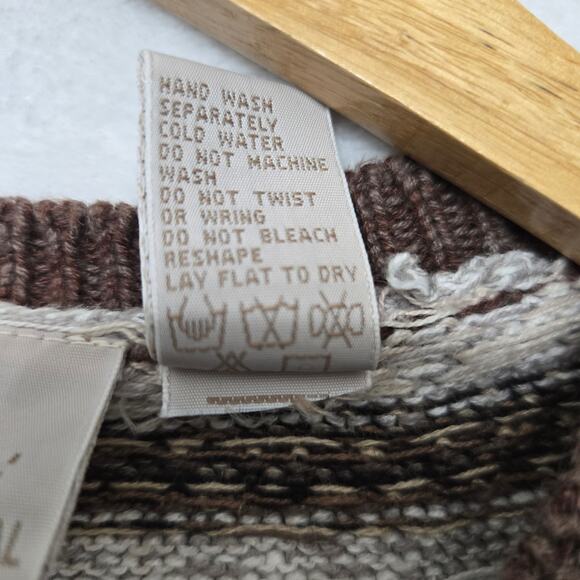 HAND WASH
SEPARATELY
COLD WATER
DO NOT MACHINE
WASH
DO NOT TWIST
OR WRING
DO NOT BLEACH
RESHAPE
LAY FLAT TO DRY